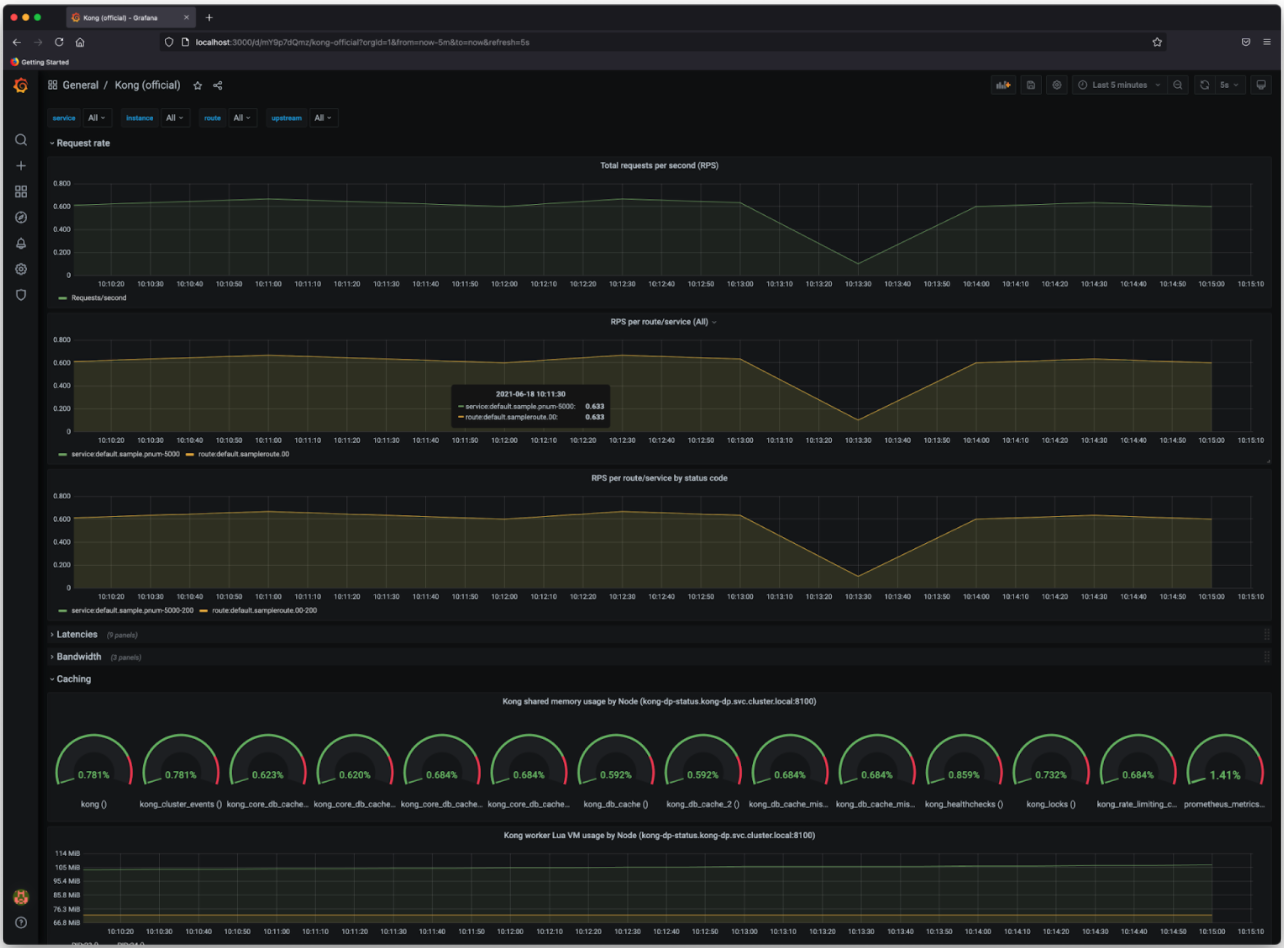 Kong (official) - Grafana
localhost:3000/d/mY9p7dQmz/kong-official?orgId=1&from=now-5m&to=now&refresh=5s
Getting Started
General / Kong (official)
Last 5 minutes
5s
service All instance All route All upstream All
Request rate
Total requests per second (RPS)
0.800
0.600
0.400
0.200
0
10:10:20 10:10:30 10:10:40 10:10:50 10:11:00 10:11:10 10:11:20 10:11:30 10:11:40 10:11:50 10:12:00 10:12:10 10:12:20 10:12:30 10:12:40 10:12:50 10:13:00 10:13:10 10:13:20 10:13:30 10:13:40 10:13:50 10:14:00 10:14:10 10:14:20 10:14:30 10:14:40 10:14:50 10:15:00 10:15:10
Requests/second
RPS per route/service (All)
0.800
0.600
0.400
0.200
0
2021-06-18 10:11:30
service:default.sample.pnum-5000: 0.633
route:default.sampleroute.00: 0.633
10:10:20 10:10:30 10:10:40 10:10:50 10:11:00 10:11:10 10:11:20 10:11:30 10:11:40 10:11:50 10:12:00 10:12:10 10:12:20 10:12:30 10:12:40 10:12:50 10:13:00 10:13:10 10:13:20 10:13:30 10:13:40 10:13:50 10:14:00 10:14:10 10:14:20 10:14:30 10:14:40 10:14:50 10:15:00 10:15:10
service:default.sample.pnum-5000 route:default.sampleroute.00
RPS per route/service by status code
0.800
0.600
0.400
0.200
0
10:10:20 10:10:30 10:10:40 10:10:50 10:11:00 10:11:10 10:11:20 10:11:30 10:11:40 10:11:50 10:12:00 10:12:10 10:12:20 10:12:30 10:12:40 10:12:50 10:13:00 10:13:10 10:13:20 10:13:30 10:13:40 10:13:50 10:14:00 10:14:10 10:14:20 10:14:30 10:14:40 10:14:50 10:15:00 10:15:10
service:default.sample.pnum-5000-200 route:default.sampleroute.00-200
Latencies (9 panels)
Bandwidth (3 panels)
Caching
Kong shared memory usage by Node (kong-dp-status.kong-dp.svc.cluster.local:8100)
0.781% 0.781% 0.623% 0.620% 0.684% 0.684% 0.592% 0.592% 0.684% 0.684% 0.859% 0.732% 0.684% 1.41%
kong () kong_cluster_events () kong_core_db_cache... kong_core_db_cache... kong_core_db_cache... kong_core_db_cache... kong_db_cache () kong_db_cache_2 () kong_db_cache_mis... kong_db_cache_mis... kong_healthchecks () kong_locks () kong_rate_limiting_c... prometheus_metrics...
Kong worker Lua VM usage by Node (kong-dp-status.kong-dp.svc.cluster.local:8100)
114 MiB
105 MiB
95.4 MiB
85.8 MiB
76.3 MiB
66.8 MiB
10:10:20 10:10:30 10:10:40 10:10:50 10:11:00 10:11:10 10:11:20 10:11:30 10:11:40 10:11:50 10:12:00 10:12:10 10:12:20 10:12:30 10:12:40 10:12:50 10:13:00 10:13:10 10:13:20 10:13:30 10:13:40 10:13:50 10:14:00 10:14:10 10:14:20 10:14:30 10:14:40 10:14:50 10:15:00 10:15:10